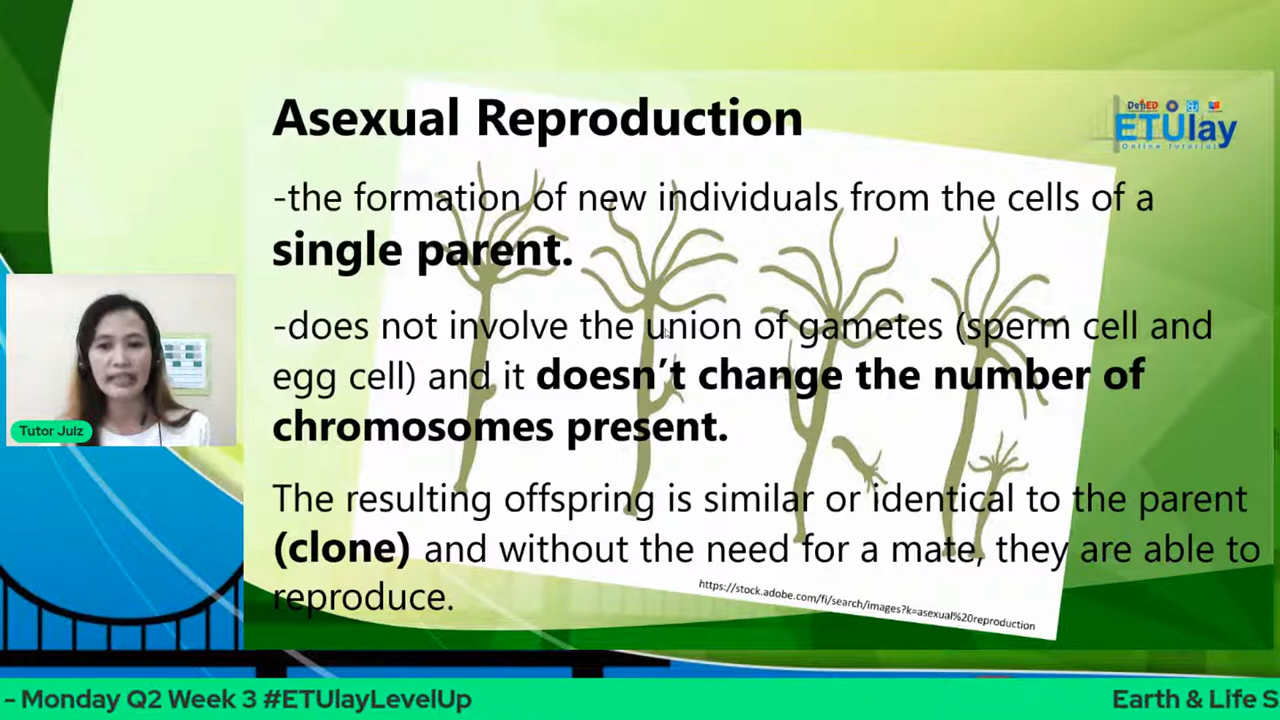 Asexual Reproduction
DepED
ETUlay
Online Tutorial
-the formation of new individuals from the cells of a
single parent.
-does not involve the union of gametes (sperm cell and
egg cell) and it doesn't change the number of
chromosomes present.
Tutor Julz
The resulting offspring is similar or identical to the parent
(clone) and without the need for a mate, they are able to
reproduce.
https://stock.adobe.com/fi/search/images?k=asexual%20reproduction
- Monday Q2 Week 3 #ETUlayLevelUp
Earth & Life S